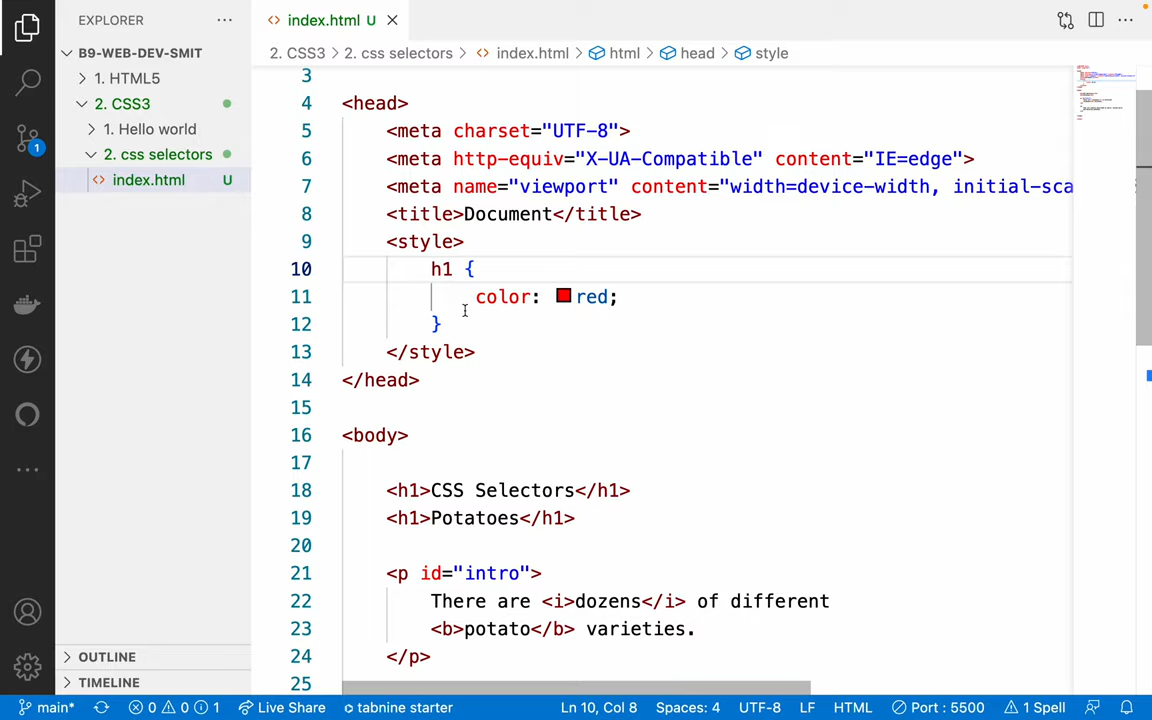 EXPLORER
index.html U
B9-WEB-DEV-SMIT
2. CSS3 > 2. css selectors > index.html > html > head > style
1. HTML5
2. CSS3
1. Hello world
2. css selectors
index.html U
1
3
4 <head>
5 <meta charset="UTF-8">
6 <meta http-equiv="X-UA-Compatible" content="IE=edge">
7 <meta name="viewport" content="width=device-width, initial-sca
8 <title>Document</title>
9 <style>
10 h1 {
11 color: red;
12 }
13 </style>
14 </head>
15
16 <body>
17
18 <h1>CSS Selectors</h1>
19 <h1>Potatoes</h1>
20
21 <p id="intro">
22 There are <i>dozens</i> of different
23 <b>potato</b> varieties.
24 </p>
25
OUTLINE
TIMELINE
main* 0 0 1 Live Share tabnine starter Ln 10, Col 8 Spaces: 4 UTF-8 LF HTML Port : 5500 1 Spell